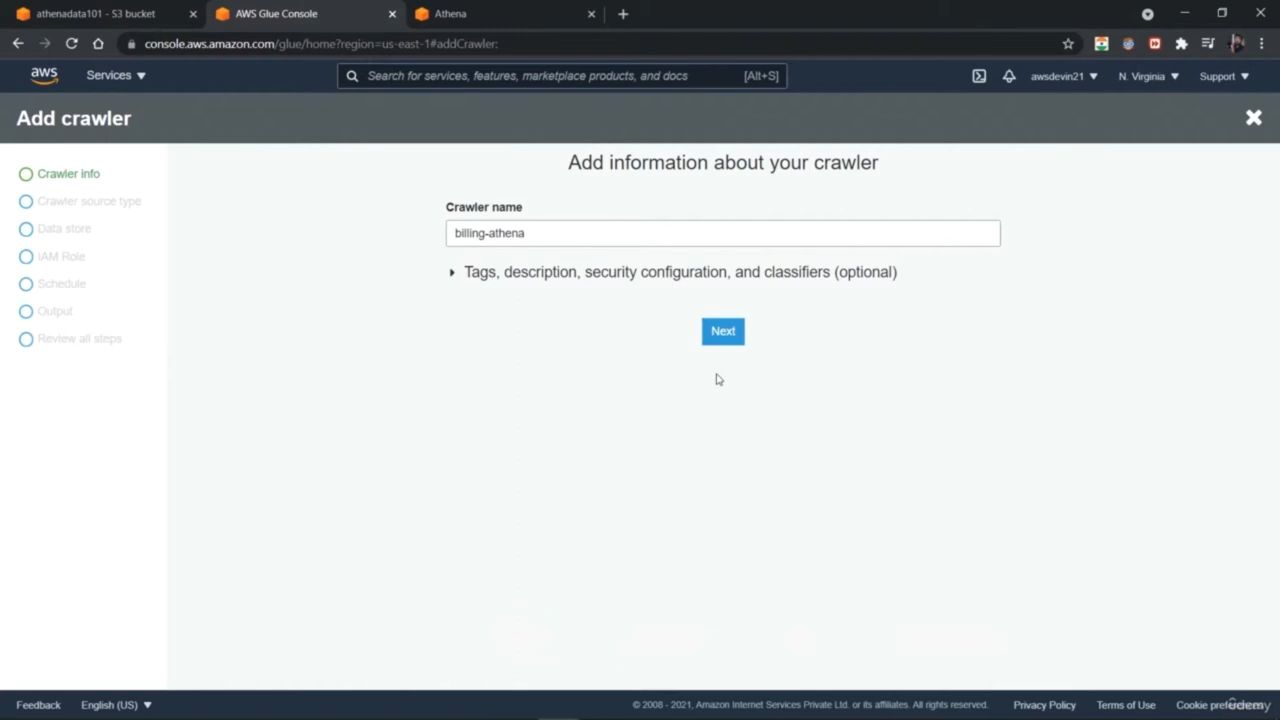 athenadata101 - S3 bucket
AWS Glue Console
Athena
console.aws.amazon.com/glue/home?region=us-east-1#addCrawler:
aws
Services
Search for services, features, marketplace products, and docs
[Alt+S]
awsdevin21
N. Virginia
Support
Add crawler
Crawler info
Crawler source type
Data store
IAM Role
Schedule
Output
Review all steps
Add information about your crawler
Crawler name
billing-athena
Tags, description, security configuration, and classifiers (optional)
Next
Feedback
English (US)
© 2008 - 2021, Amazon Internet Services Private Ltd. or its affiliates. All rights reserved.
Privacy Policy
Terms of Use
Cookie preferences
Udemy